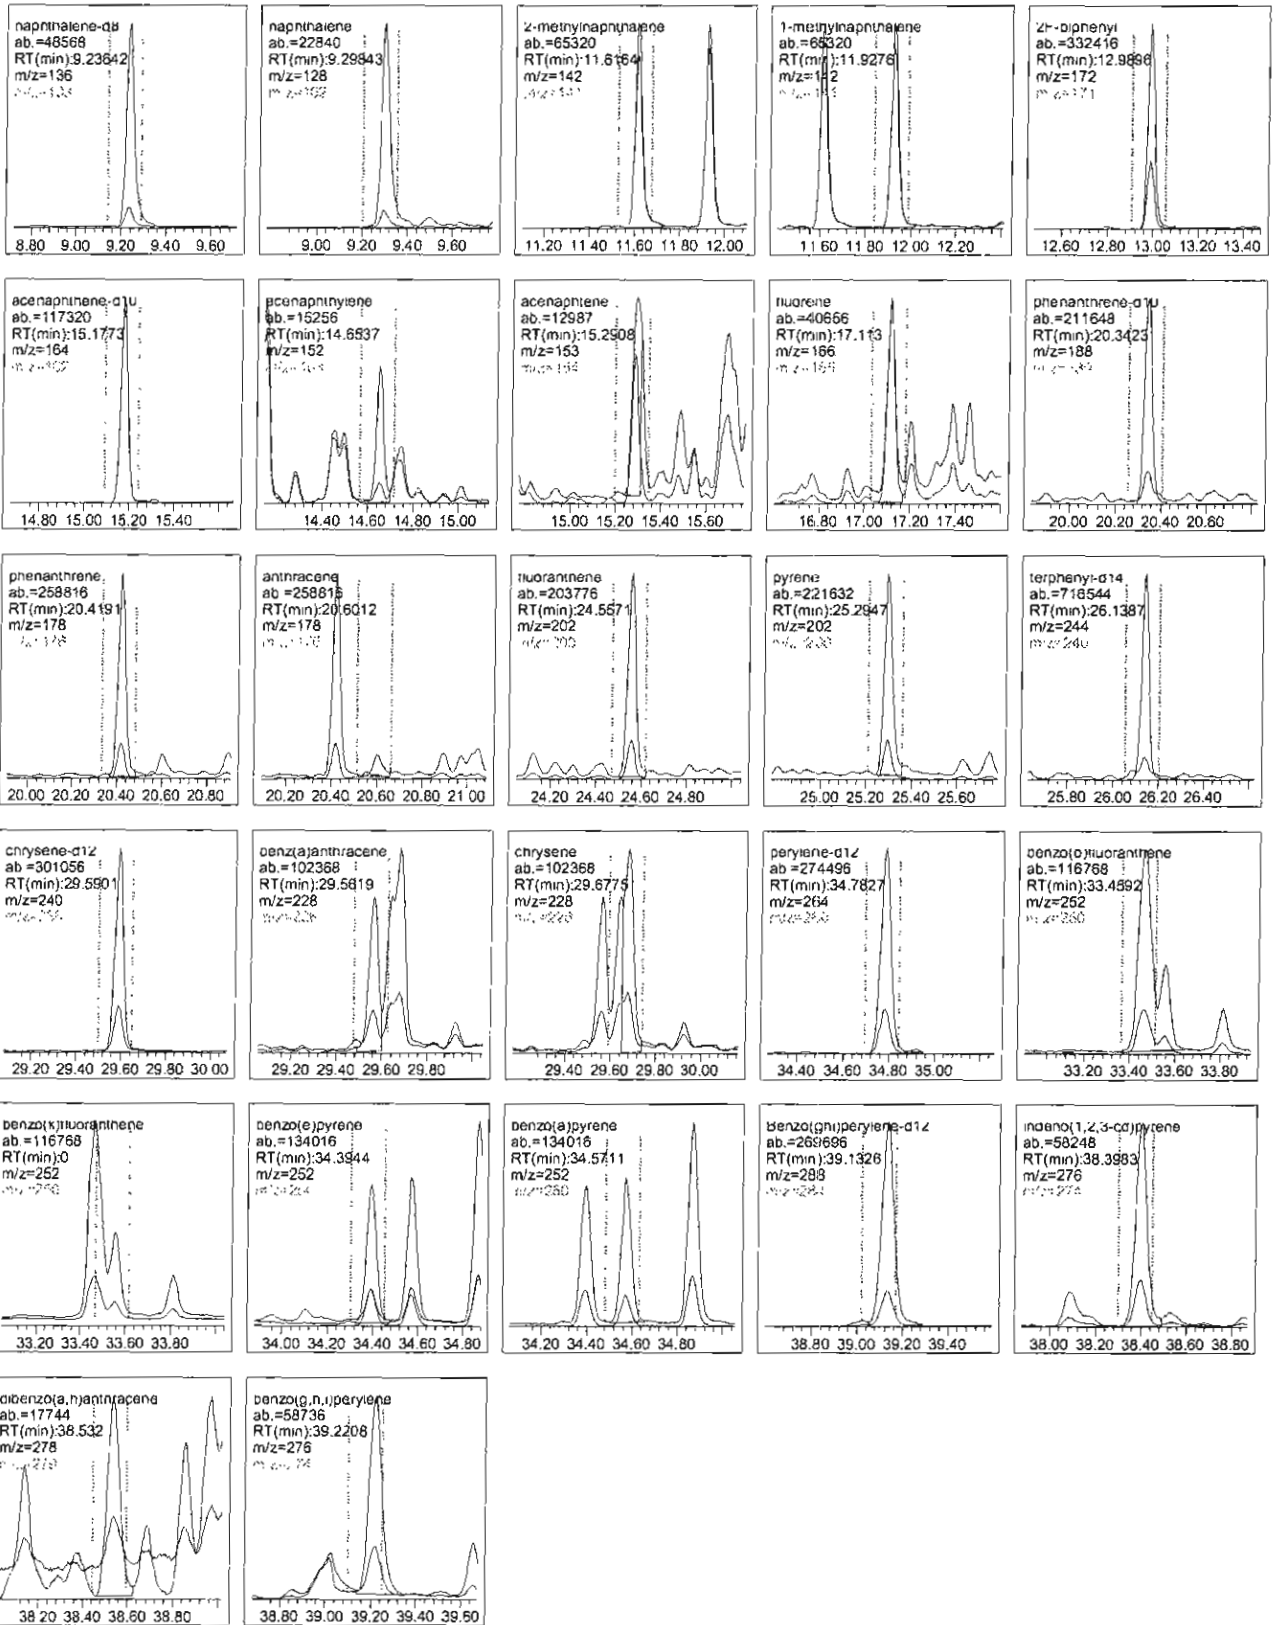 naphthalene-d8
ab.=48568
RT(min):9.23642
m/z=136
8.80 9.00 9.20 9.40 9.60
naphthalene
ab.=22840
RT(min):9.29843
m/z=128
9.00 9.20 9.40 9.60
2-methylnaphthalene
ab.=65320
RT(min):11.6164
m/z=142
11.20 11.40 11.60 11.80 12.00
1-methylnaphthalene
ab.=65320
RT(min):11.9276
m/z=142
11.60 11.80 12.00 12.20
2F-biphenyl
ab.=332416
RT(min):12.9896
m/z=172
12.60 12.80 13.00 13.20 13.40
acenaphthene-d10
ab.=117320
RT(min):15.1773
m/z=164
14.80 15.00 15.20 15.40
acenaphthylene
ab.=15256
RT(min):14.6537
m/z=152
14.40 14.60 14.80 15.00
acenaphtene
ab.=12987
RT(min):15.2908
m/z=153
15.00 15.20 15.40 15.60
fluorene
ab.=40656
RT(min):17.113
m/z=166
16.80 17.00 17.20 17.40
phenanthrene-d10
ab.=211648
RT(min):20.3423
m/z=188
20.00 20.20 20.40 20.60
phenanthrene
ab.=258816
RT(min):20.4191
m/z=178
20.00 20.20 20.40 20.60 20.80
anthracene
ab.=258816
RT(min):20.6012
m/z=178
20.20 20.40 20.60 20.80 21.00
fluoranthene
ab.=203776
RT(min):24.5571
m/z=202
24.20 24.40 24.60 24.80
pyrene
ab.=221632
RT(min):25.2947
m/z=202
25.00 25.20 25.40 25.60
terphenyl-d14
ab.=716544
RT(min):26.1387
m/z=244
25.80 26.00 26.20 26.40
chrysene-d12
ab.=301056
RT(min):29.5901
m/z=240
29.20 29.40 29.60 29.80 30.00
benz(a)anthracene
ab.=102368
RT(min):29.5619
m/z=228
29.20 29.40 29.60 29.80
chrysene
ab.=102368
RT(min):29.6775
m/z=228
29.40 29.60 29.80 30.00
perylene-d12
ab.=274496
RT(min):34.7827
m/z=264
34.40 34.60 34.80 35.00
benzo(b)fluoranthene
ab.=116768
RT(min):33.4692
m/z=252
33.20 33.40 33.60 33.80
benzo(k)fluoranthene
ab.=116768
RT(min):0
m/z=252
33.20 33.40 33.60 33.80
benzo(e)pyrene
ab.=134016
RT(min):34.3944
m/z=252
34.00 34.20 34.40 34.60 34.80
benzo(a)pyrene
ab.=134016
RT(min):34.5711
m/z=252
34.20 34.40 34.60 34.80
Benzo(ghi)perylene-d12
ab.=269696
RT(min):39.1326
m/z=288
38.80 39.00 39.20 39.40
indeno(1,2,3-cd)pyrene
ab.=58248
RT(min):38.3983
m/z=276
38.00 38.20 38.40 38.60 38.80
dibenzo(a,h)anthracene
ab.=17744
RT(min):38.532
m/z=278
38.20 38.40 38.60 38.80
benzo(g,h,i)perylene
ab.=58736
RT(min):39.2208
m/z=276
38.80 39.00 39.20 39.40 39.50